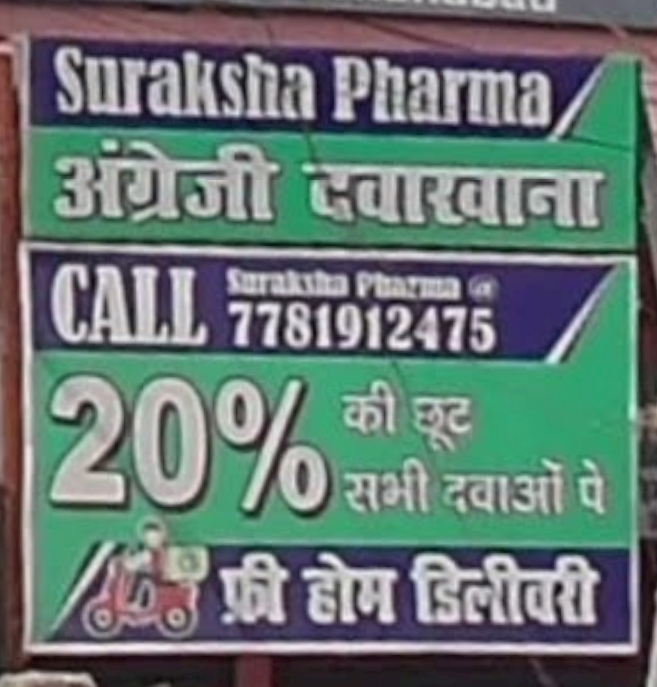 Suraksha Pharma
अंग्रेजी दवाखाना
CALL Suraksha Pharma @
7781912475
20% की छूट
सभी दवाओं पे
फ्री होम डिलीवरी